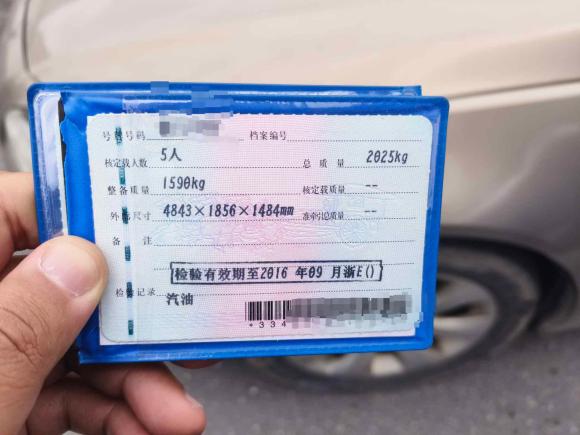 号牌号码 档案编号
核定载人数 5人 总质量 2025kg
整备质量 1590kg 核定载质量 --
外廓尺寸 4843×1856×1484mm 准牵引总质量 --
备注
检验有效期至2016 年09 月浙E()
检验记录 汽油
*334